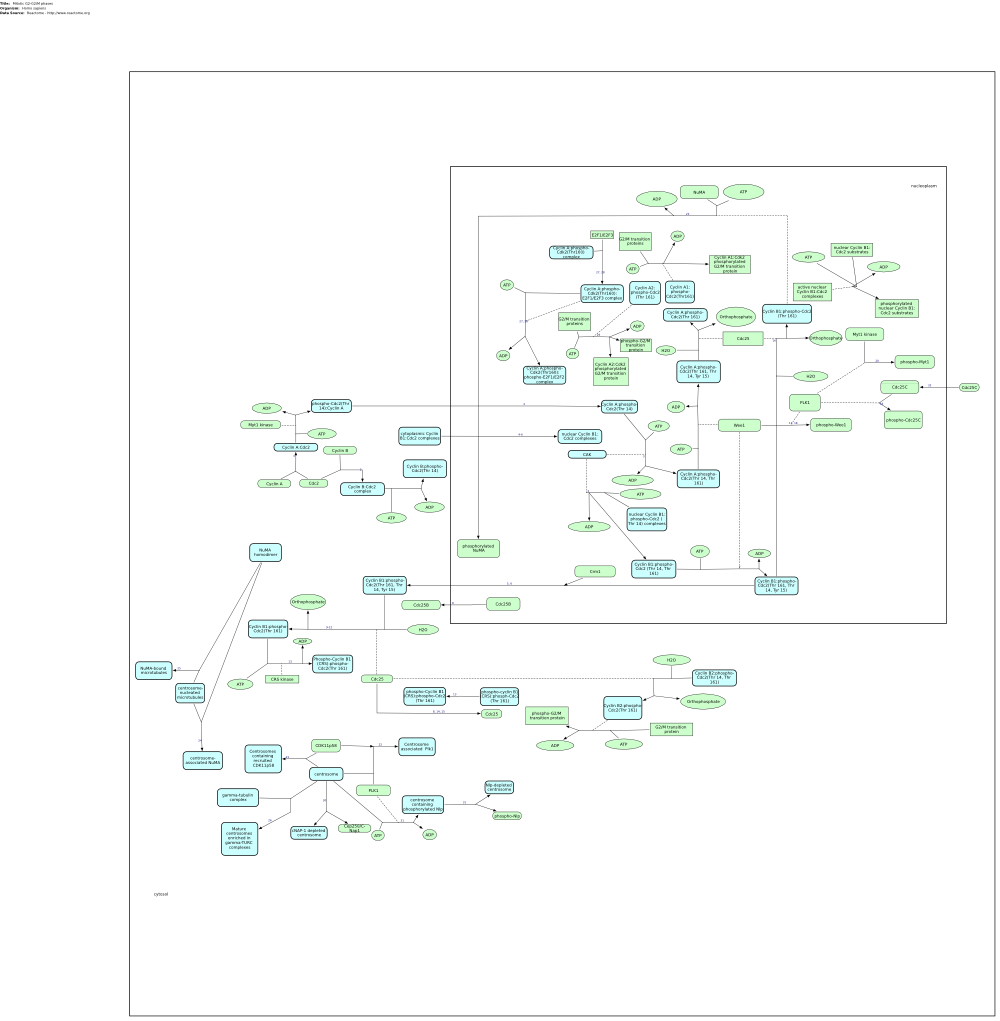 Title: Mitotic G2-G2/M phases
Organism: Homo sapiens
Data Source: Reactome - http://www.reactome.org
nucleoplasm
ADP
NuMA
ATP
E2F1/E2F3
G2/M transition
proteins
ADP
nuclear Cyclin B1:
Cdc2 substrates
Cyclin A:phospho-
Cdk2(Thr160)
complex
ATP
Cyclin A1:Cdk2
phosphorylated
G2/M transition
protein
ATP
ADP
ATP
Cyclin A:phospho-
Cdk2(Thr160):
E2F1/E2F3 complex
Cyclin A2:
phospho-Cdc2
(Thr 161)
Cyclin A1:
phospho-
Cdc2(Thr161)
active nuclear
Cyclin B1:Cdc2
complexes
phosphorylated
nuclear Cyclin B1:
Cdc2 substrates
G2/M transition
proteins
ADP
Cyclin A:phospho-
Cdc2(Thr 161)
Orthophosphate
Cyclin B1:phospho-Cdc2
(Thr 161)
ADP
ATP
phospho-G2/M
transition
protein
H2O
Cdc25
Orthophosphate
Myt1 kinase
Cyclin A:phospho-
Cdk2(Thr160):
phospho-E2F1/E2F2
complex
Cyclin A2:Cdk2
phosphorylated
G2/M transition
protein
Cyclin A:phospho-
Cdc2(Thr 161, Thr
14, Tyr 15)
H2O
phospho-Myt1
Cdc25C
Cdc25C
ADP
phospho-Cdc2(Thr
14):Cyclin A
Cyclin A:phospho-
Cdc2(Thr 14)
ADP
PLK1
phospho-Cdc25C
Myt1 kinase
ATP
cytoplasmic Cyclin
B1:Cdc2 complexes
nuclear Cyclin B1:
Cdc2 complexes
ATP
Wee1
phospho-Wee1
Cyclin A:Cdc2
Cyclin B
CAK
ATP
Cyclin A
Cdc2
Cyclin B:Cdc2
complex
Cyclin B:phospho-
Cdc2(Thr 14)
ADP
Cyclin A:phospho-
Cdc2(Thr 14, Thr
161)
ATP
ADP
ATP
ADP
nuclear Cyclin B1:
phospho-Cdc2 (
Thr 14) complexes
NuMA
homodimer
phosphorylated
NuMA
ATP
ADP
Crm1
Cyclin B1:phospho-
Cdc2 (Thr 14, Thr
161)
Cyclin B1:phospho-
Cdc2(Thr 161, Thr
14, Tyr 15)
Cyclin B1:phospho-
Cdc2(Thr 161, Thr
14, Tyr 15)
Orthophosphate
Cdc25B
Cdc25B
Cyclin B1:phospho-
Cdc2(Thr 161)
H2O
ADP
NuMA-bound
microtubules
ATP
CRS kinase
Phospho-Cyclin B1
(CRS):phospho-
Cdc2(Thr 161)
H2O
centrosome-
nucleated
microtubules
Cdc25
phospho-Cyclin B1
(CRS):phospho-Cdc2
(Thr 161)
phospho-cyclin B1
(CRS):phosph-Cdc2
(Thr 161)
Cyclin B2:phospho-
Cdc2(Thr 14, Thr
161)
Cdc25
Cyclin B2:phospho-
Cdc2(Thr 161)
Orthophosphate
phospho-G2/M
transition protein
G2/M transition
protein
ADP
ATP
centrosome-
associated NuMA
Centrosomes
containing
recruited
CDK11p58
CDK11p58
Centrosome
associated Plk1
centrosome
gamma-tubulin
complex
PLK1
centrosome
containing
phosphorylated Nlp
Nlp-depleted
centrosome
phospho-Nlp
Mature
centrosomes
enriched in
gamma-TURC
complexes
cNAP-1 depleted
centrosome
ATP
ADP
cytosol